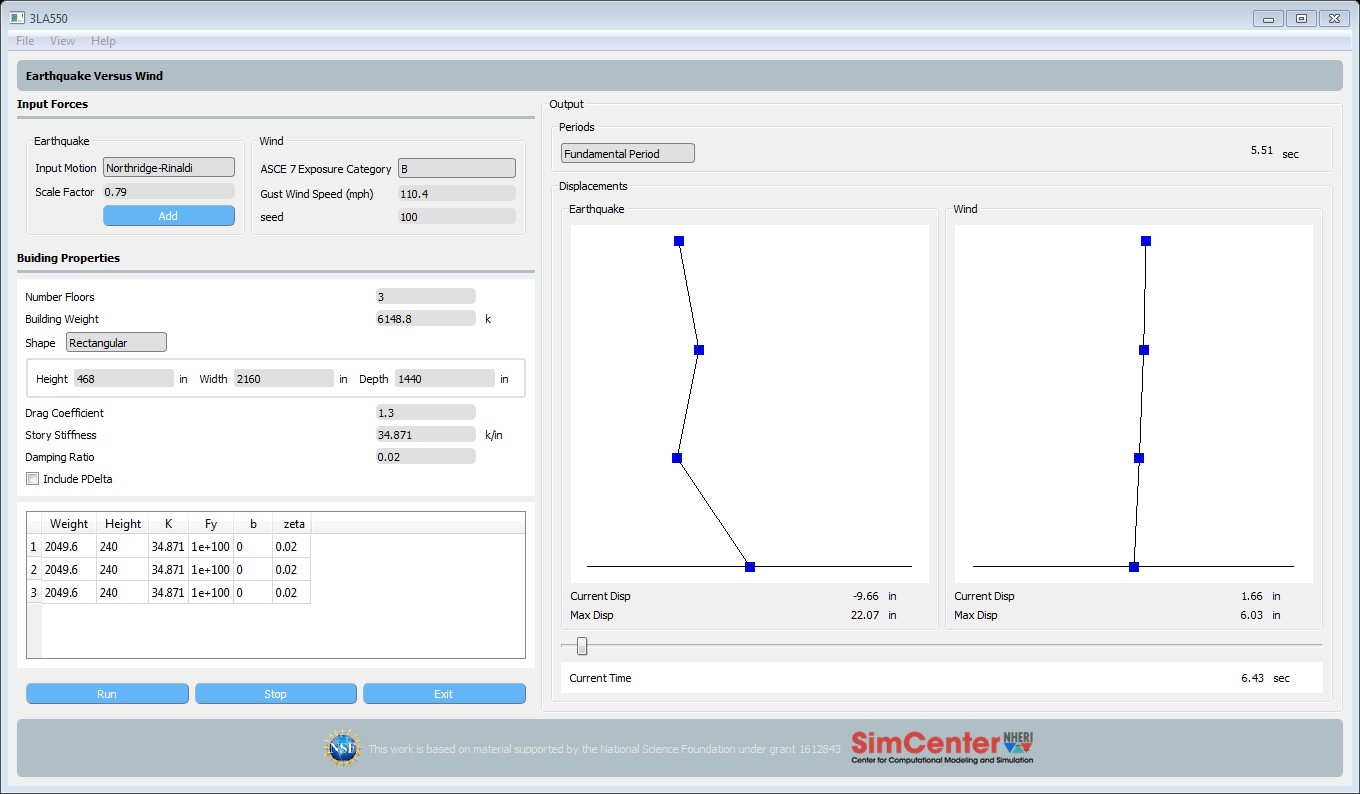 3LA550
File View Help
Earthquake Versus Wind
Input Forces
Earthquake
Input Motion Northridge-Rinaldi
Scale Factor 0.79
Add
Wind
ASCE 7 Exposure Category B
Gust Wind Speed (mph) 110.4
seed 100
Buiding Properties
Number Floors 3
Building Weight 6148.8 k
Shape Rectangular
Height 468 in Width 2160 in Depth 1440 in
Drag Coefficient 1.3
Story Stiffness 34.871 k/in
Damping Ratio 0.02
Include PDelta
Weight Height K Fy b zeta
1 2049.6 240 34.871 1e+100 0 0.02
2 2049.6 240 34.871 1e+100 0 0.02
3 2049.6 240 34.871 1e+100 0 0.02
Run Stop Exit
Output
Periods
Fundamental Period 5.51 sec
Displacements
Earthquake
Current Disp -9.66 in
Max Disp 22.07 in
Wind
Current Disp 1.66 in
Max Disp 6.03 in
Current Time 6.43 sec
NSF This work is based on material supported by the National Science Foundation under grant 1612843
SimCenter NHERI
Center for Computational Modeling and Simulation